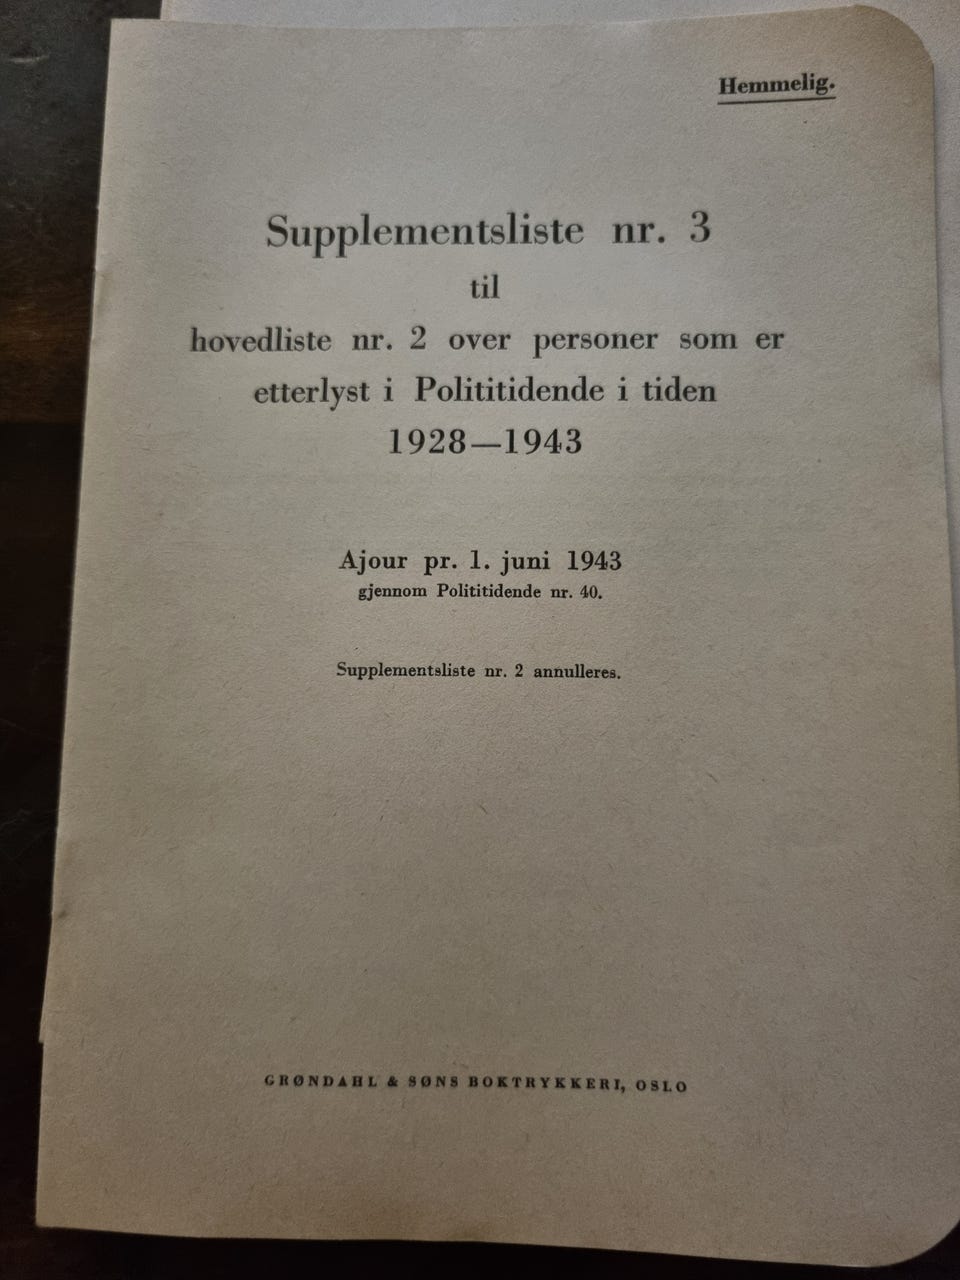 Hemmelig.
Supplementsliste nr. 3
til
hovedliste nr. 2 over personer som er
etterlyst i Polititidende i tiden
1928—1943
Ajour pr. 1. juni 1943
gjennom Polititidende nr. 40.
Supplementsliste nr. 2 annulleres.
GRØNDAHL & SØNS BOKTRYKKERI, OSLO